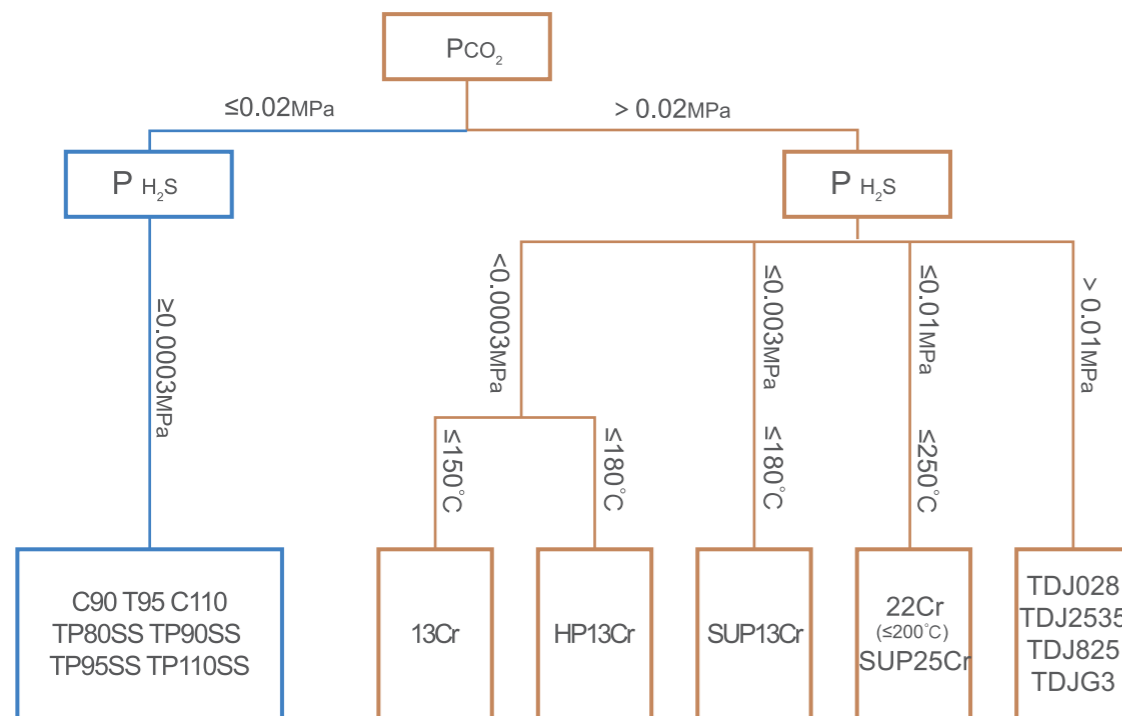 PCO₂
≤0.02MPa
> 0.02MPa
P H₂S
P H₂S
≥0.0003MPa
<0.0003MPa
≤0.003MPa
≤0.01MPa
> 0.01MPa
≤150°C
≤180°C
≤180°C
≤250°C
C90 T95 C110
TP80SS TP90SS
TP95SS TP110SS
13Cr
HP13Cr
SUP13Cr
22Cr
(≤200°C)
SUP25Cr
TDJ028
TDJ2535
TDJ825
TDJG3